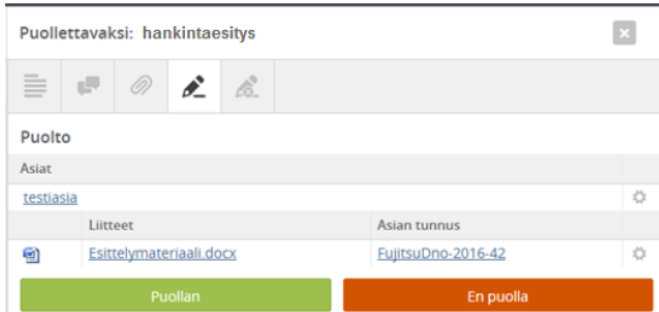 Puollettavaksi: hankintaesitys
Puolto
Asiat
testiasia
Liitteet Asian tunnus
Esittelymateriaali.docx FujitsuDno-2016-42
Puollan En puolla